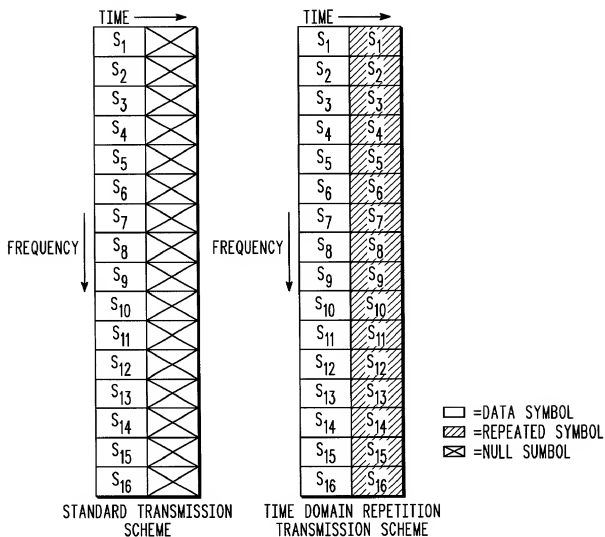 TIME TIME
S1 S1 S1
S2 S2 S2
S3 S3 S3
S4 S4 S4
S5 S5 S5
S6 S6 S6
S7 S7 S7
FREQUENCY S8 FREQUENCY S8 S8
S9 S9 S9
S10 S10 S10
S11 S11 S11
S12 S12 S12
S13 S13 S13
S14 S14 S14
S15 S15 S15
S16 S16 S16
=DATA SYMBOL
=REPEATED SYMBOL
=NULL SUMBOL
STANDARD TRANSMISSION
SCHEME
TIME DOMAIN REPETITION
TRANSMISSION SCHEME